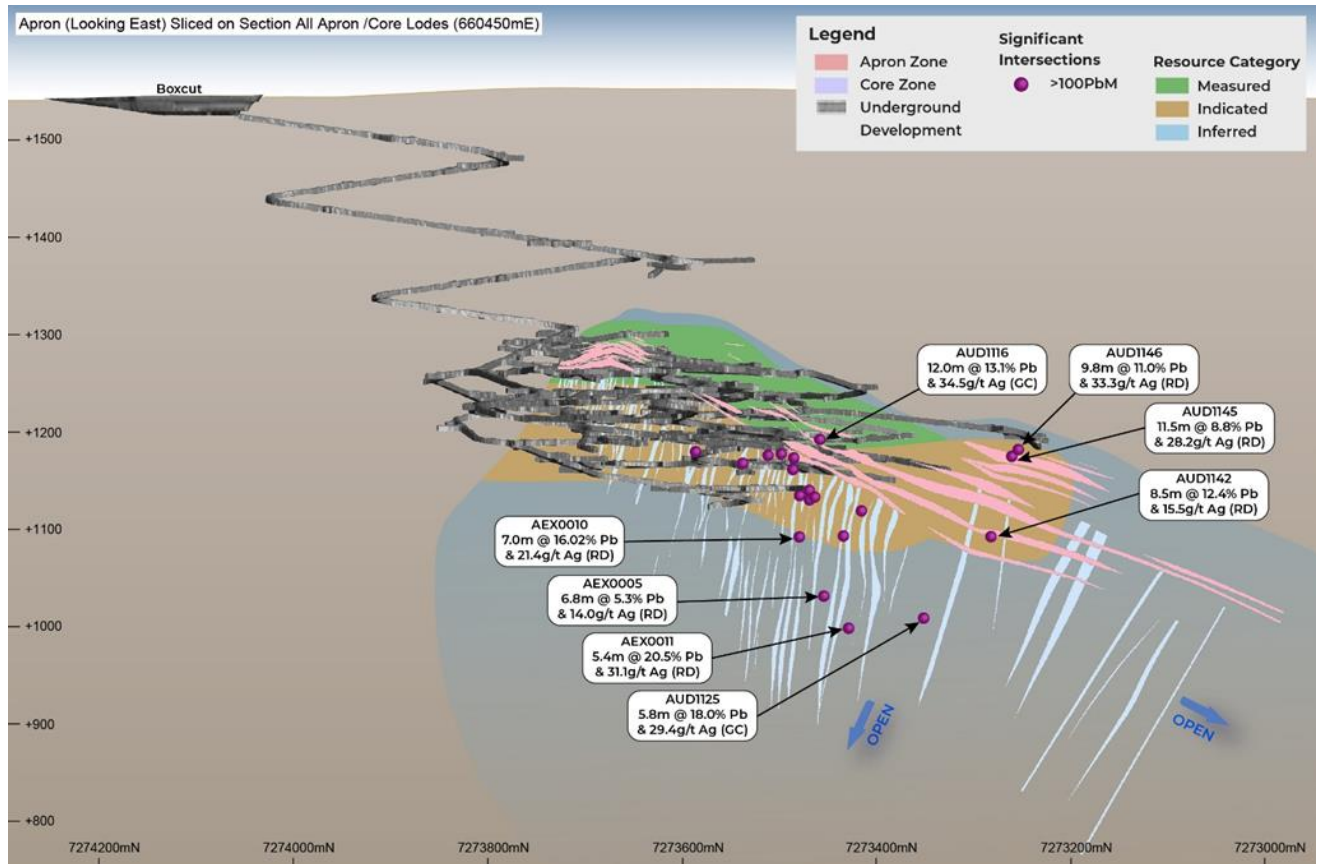 Apron (Looking East) Sliced on Section All Apron /Core Lodes (660450mE)
Legend
Apron Zone
Core Zone
Underground
Development
Significant
Intersections
>100PbM
Resource Category
Measured
Indicated
Inferred
Boxcut
+1500
+1400
+1300
+1200
+1100
+1000
+900
+800
AUD1116
12.0m @ 13.1% Pb
& 34.5g/t Ag (GC)
AUD1146
9.8m @ 11.0% Pb
& 33.3g/t Ag (RD)
AUD1145
11.5m @ 8.8% Pb
& 28.2g/t Ag (RD)
AUD1142
8.5m @ 12.4% Pb
& 15.5g/t Ag (RD)
AEX0010
7.0m @ 16.02% Pb
& 21.4g/t Ag (RD)
AEX0005
6.8m @ 5.3% Pb
& 14.0g/t Ag (RD)
AEX0011
5.4m @ 20.5% Pb
& 31.1g/t Ag (RD)
AUD1125
5.8m @ 18.0% Pb
& 29.4g/t Ag (GC)
OPEN
OPEN
7274200mN
7274000mN
7273800mN
7273600mN
7273400mN
7273200mN
7273000mN